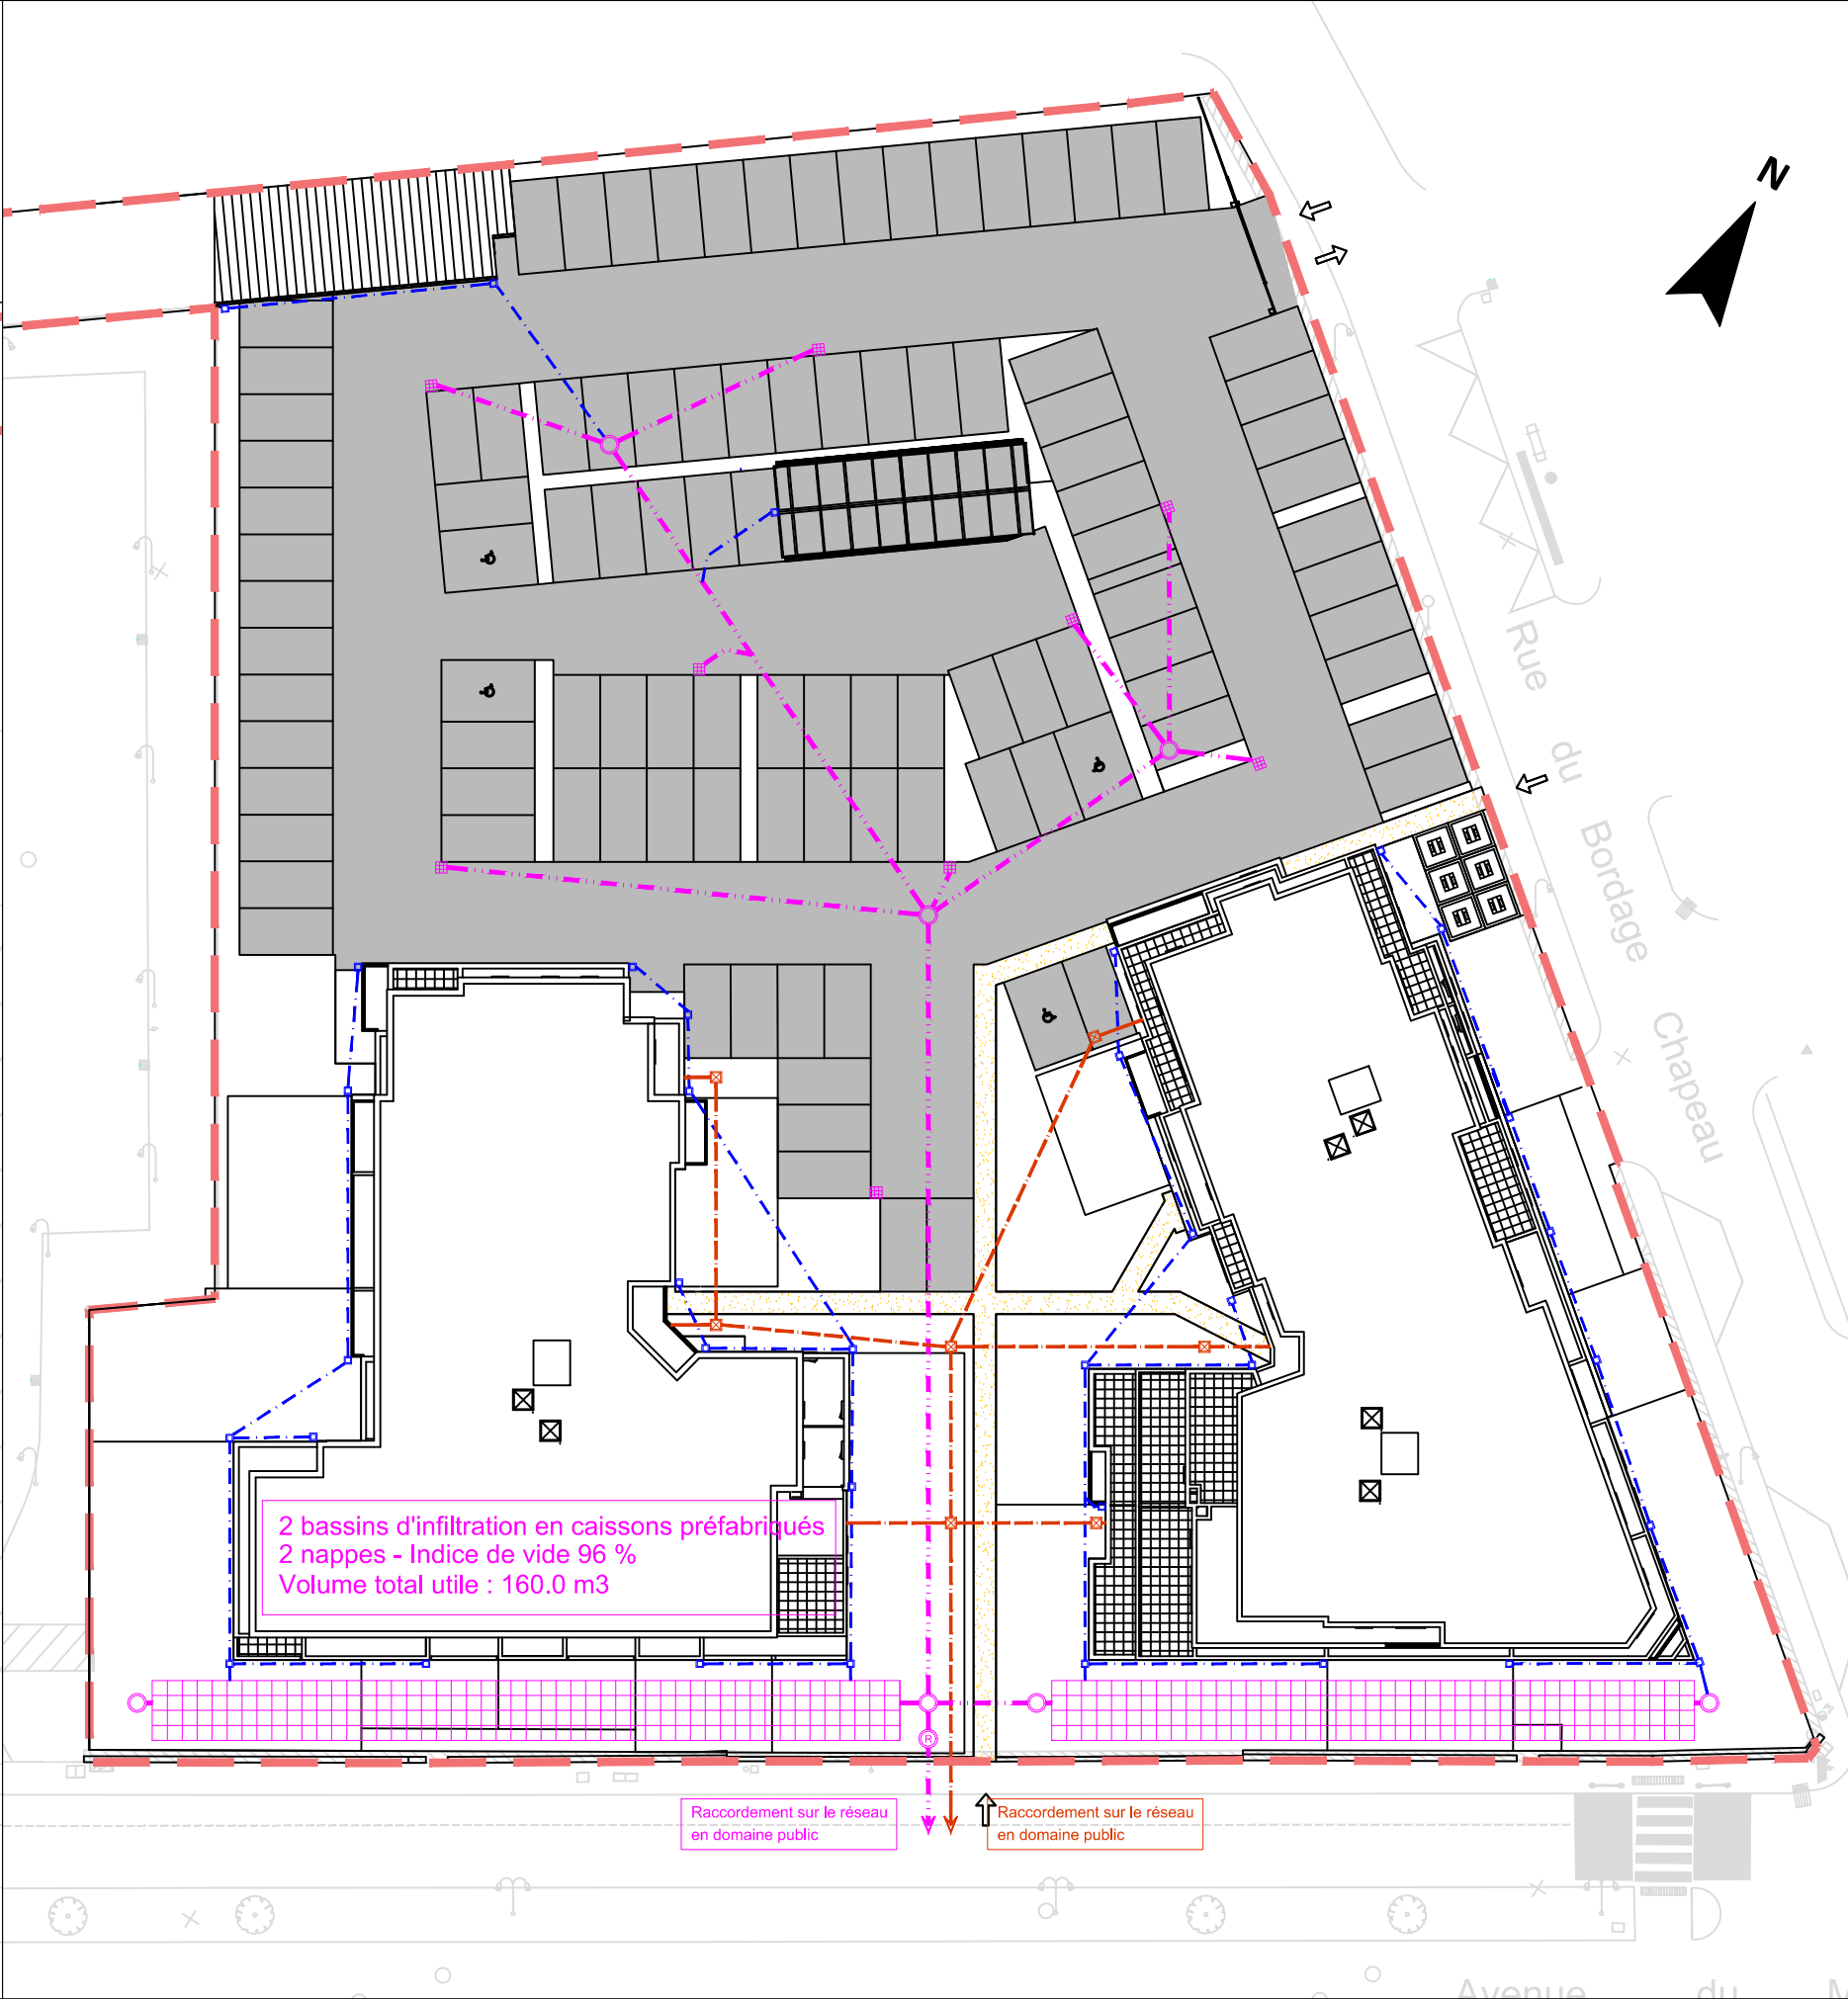 N
Rue
du
Bordage
Chapeau
2 bassins d'infiltration en caissons préfabriqués
2 nappes - Indice de vide 96 %
Volume total utile : 160.0 m3
R
Raccordement sur le réseau
en domaine public
Raccordement sur le réseau
en domaine public
Avenue du M